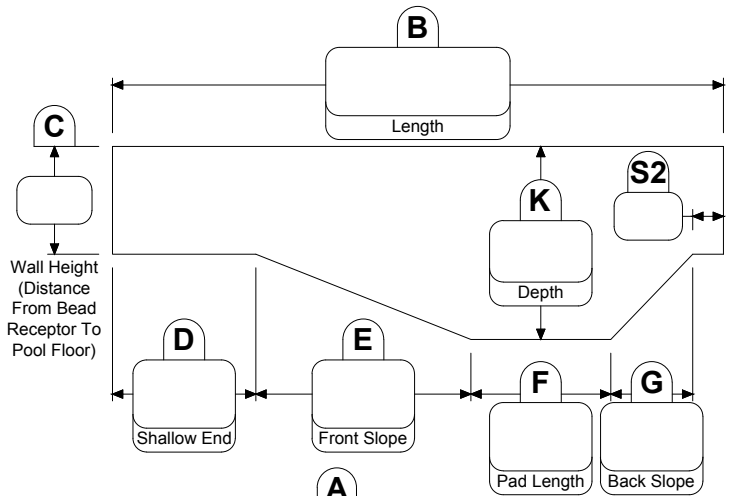 B
Length
C
S2
K
Wall Height
(Distance
From Bead
Receptor To
Pool Floor)
Depth
D
E
F
G
Shallow End
Front Slope
A
Pad Length
Back Slope